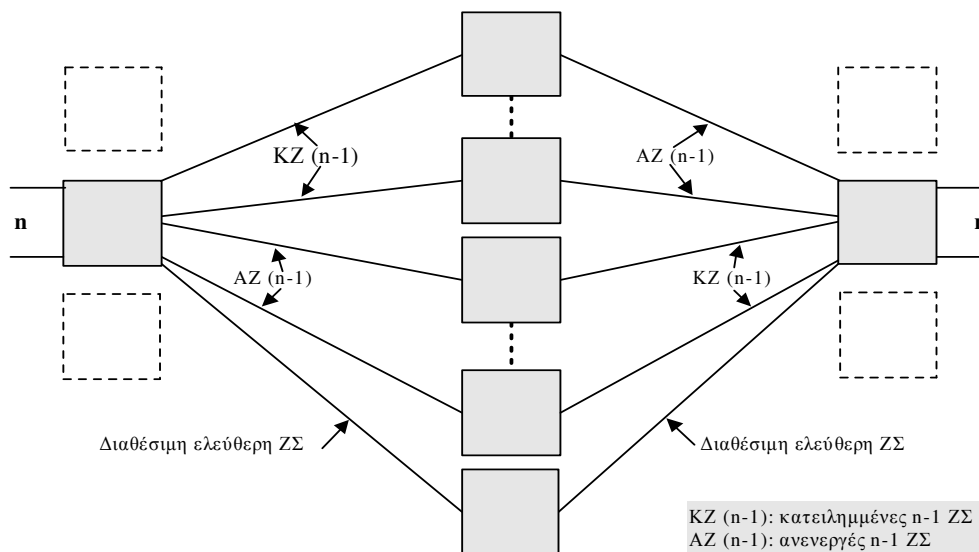 KZ (n-1)
AZ (n-1)
n
AZ (n-1)
KZ (n-1)
Διαθέσιμη ελεύθερη ΖΣ
Διαθέσιμη ελεύθερη ΖΣ
KZ (n-1): κατειλημμένες n-1 ΖΣ
AZ (n-1): ανενεργές n-1 ΖΣ